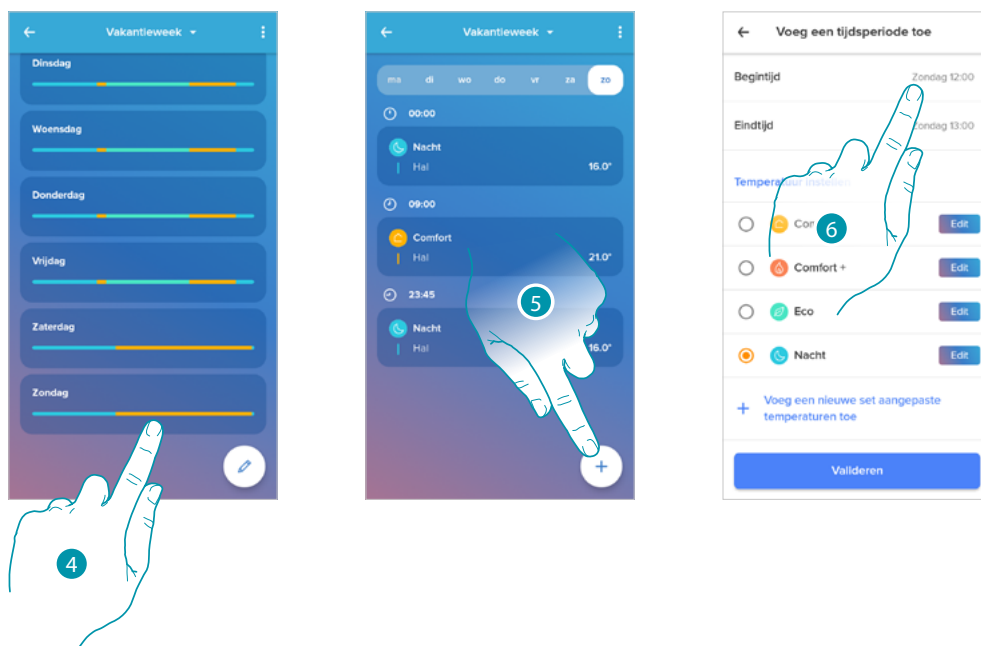 Vakantieweek
Dinsdag
Woensdag
Donderdag
Vrijdag
Zaterdag
Zondag
4
Vakantieweek
ma di wo do vr za zo
00:00
Nacht
Hal 16.0°
09:00
Comfort
Hal 21.0°
23:45
Nacht
Hal 16.0°
5
Voeg een tijdsperiode toe
Begintijd Zondag 12:00
Eindtijd Zondag 13:00
Temperatuur
6
Edit
Comfort + Edit
Eco Edit
Nacht Edit
Voeg een nieuwe set aangepaste
temperaturen toe
Valideren